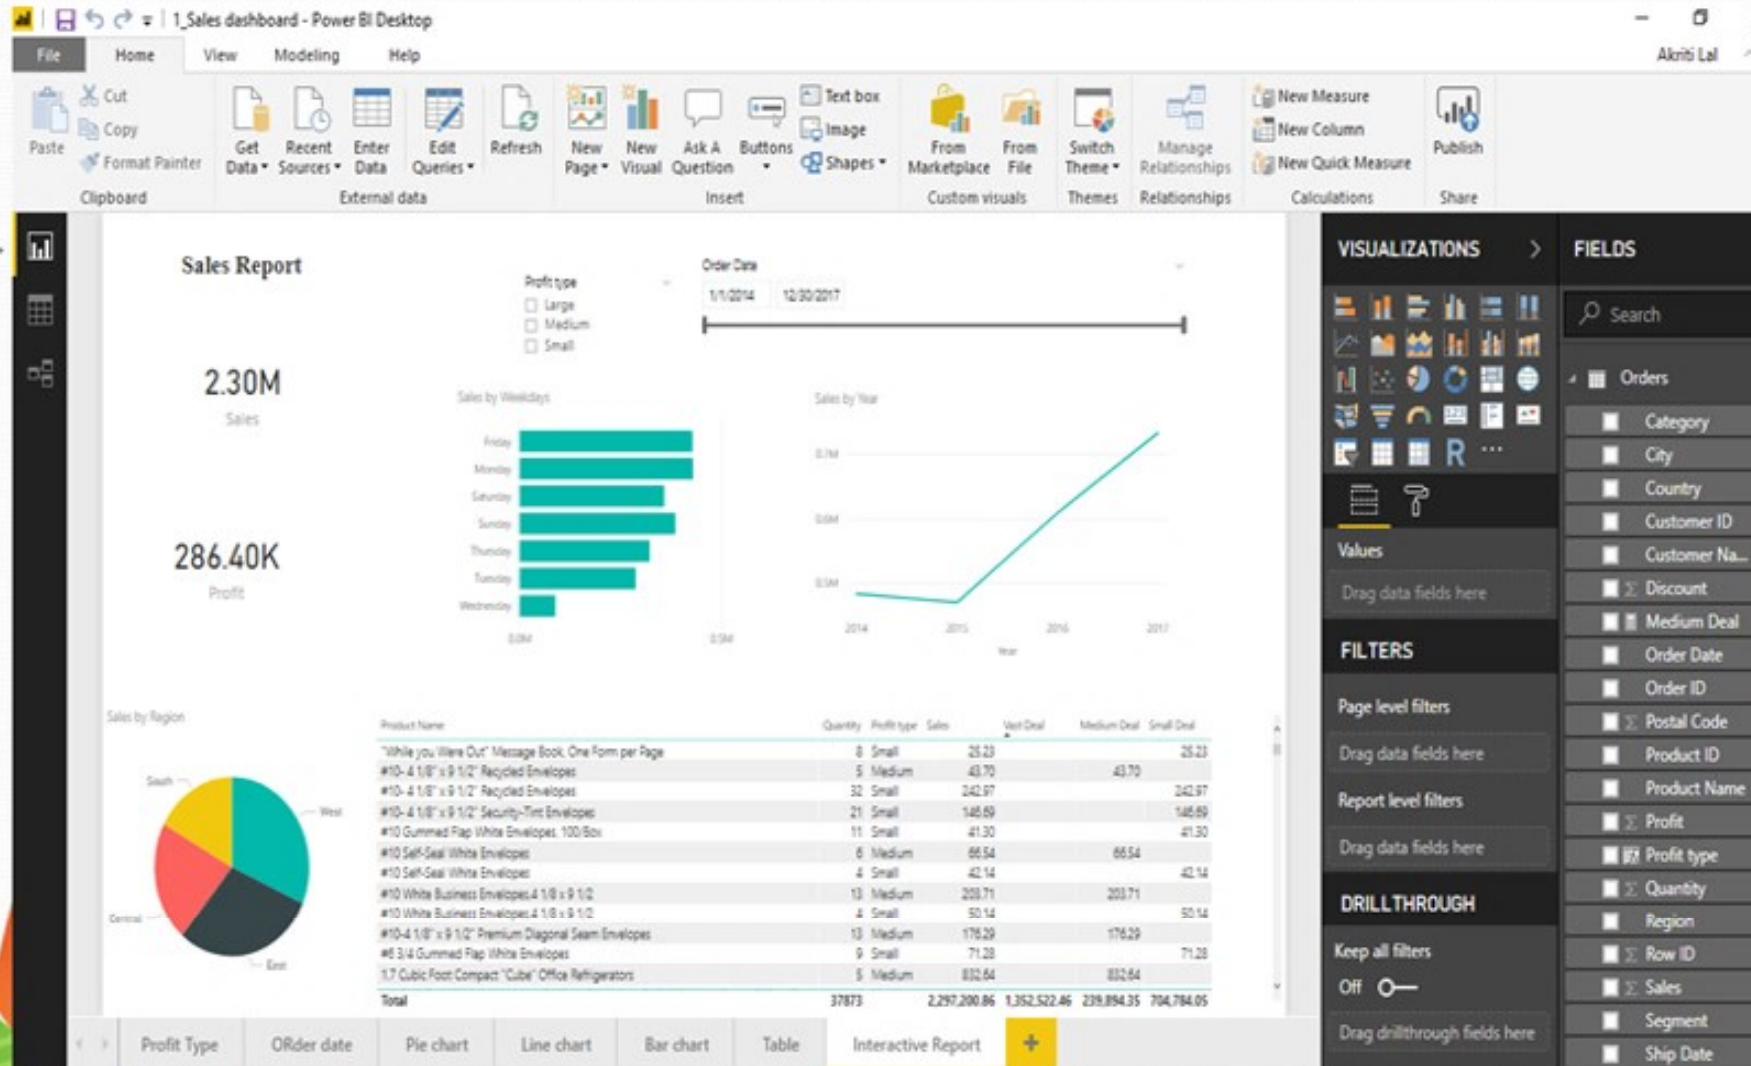 1_Sales dashboard - Power BI Desktop
File Home View Modeling Help
Akriti Lal
Paste
Cut
Copy
Format Painter
Clipboard
Get Data
Recent Sources
Enter Data
Edit Queries
Refresh
External data
New Page
New Visual
Ask A Question
Buttons
Text box
Image
Shapes
Insert
From Marketplace
From File
Custom visuals
Switch Theme
Themes
Manage Relationships
Relationships
New Measure
New Column
New Quick Measure
Calculations
Publish
Share
Sales Report
Profit type
Large
Medium
Small
Order Date
1/1/2014 12/30/2017
2.30M
Sales
286.40K
Profit
Sales by Weekdays
Friday
Monday
Saturday
Sunday
Thursday
Tuesday
Wednesday
0.0M 0.5M
Sales by Year
0.7M
0.6M
0.5M
2014 2015 2016 2017
Year
Sales by Region
South
West
Central
East
Product Name Quantity Profit type Sales Vast Deal Medium Deal Small Deal
"While you Were Out" Message Book, One Form per Page 8 Small 25.23 25.23
#10- 4 1/8" x 9 1/2" Recycled Envelopes 5 Medium 43.70 43.70
#10- 4 1/8" x 9 1/2" Recycled Envelopes 32 Small 242.97 242.97
#10- 4 1/8" x 9 1/2" Security-Tint Envelopes 21 Small 146.69 146.69
#10 Gummed Flap White Envelopes, 100/Box 11 Small 41.30 41.30
#10 Self-Seal White Envelopes 6 Medium 66.54 66.54
#10 Self-Seal White Envelopes 4 Small 42.14 42.14
#10 White Business Envelopes,4 1/8 x 9 1/2 13 Medium 203.71 203.71
#10 White Business Envelopes,4 1/8 x 9 1/2 4 Small 50.14 50.14
#10-4 1/8" x 9 1/2" Premium Diagonal Seam Envelopes 13 Medium 176.29 176.29
#6 3/4 Gummed Flap White Envelopes 9 Small 71.28 71.28
1.7 Cubic Foot Compact "Cube" Office Refrigerators 5 Medium 832.64 832.64
Total 37873 2,297,200.86 1,352,522.46 239,894.35 704,784.05
Profit Type ORder date Pie chart Line chart Bar chart Table Interactive Report +
VISUALIZATIONS
R ...
Values
Drag data fields here
FILTERS
Page level filters
Drag data fields here
Report level filters
Drag data fields here
DRILLTHROUGH
Keep all filters
Off
Drag drillthrough fields here
FIELDS
Search
Orders
Category
City
Country
Customer ID
Customer Na...
Σ Discount
Medium Deal
Order Date
Order ID
Σ Postal Code
Product ID
Product Name
Σ Profit
Profit type
Σ Quantity
Region
Σ Row ID
Σ Sales
Segment
Ship Date